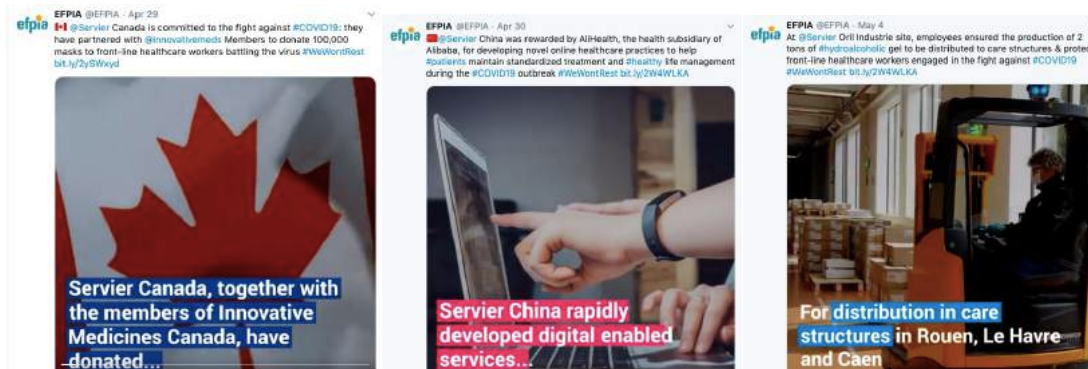 efpia
EFPIA @EFPIA · Apr 29
@Servier Canada is committed to the fight against #COVID19: they
have partnered with @innovativemeds Members to donate 100,000
masks to front-line healthcare workers battling the virus #WeWontRest
bit.ly/2ySWxyd
Servier Canada, together with
the members of Innovative
Medicines Canada, have
donated...
efpia
EFPIA @EFPIA · Apr 30
@Servier China was rewarded by AliHealth, the health subsidiary of
Alibaba, for developing novel online healthcare practices to help
#patients maintain standardized treatment and #healthy life management
during the #COVID19 outbreak #WeWontRest bit.ly/2W4WLKA
Servier China rapidly
developed digital enabled
services...
efpia
EFPIA @EFPIA · May 4
At @Servier Oril Industrie site, employees ensured the production of 2
tons of #hydroalcoholic gel to be distributed to care structures & protec
front-line healthcare workers engaged in the fight against #COVID19
#WeWontRest bit.ly/2W4WLKA
For distribution in care
structures in Rouen, Le Havre
and Caen